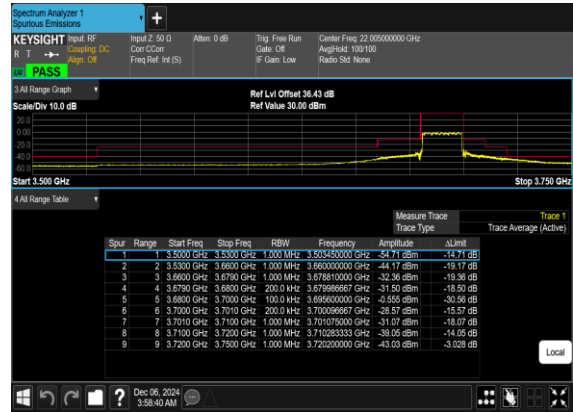 Spectrum Analyzer 1
Spurious Emissions
+
KEYSIGHT Input: RF Input Z: 50 Ω Atten: 0 dB Trig: Free Run Center Freq: 22.005000000 GHz
R T Coupling: DC Corr CCorr Gate: Off Avg|Hold: 100/100
Align: Off Freq Ref: Int (S) IF Gain: Low Radio Std: None
PASS
3 All Range Graph
Ref Lvl Offset 36.43 dB
Scale/Div 10.0 dB Ref Value 30.00 dBm
20.0
0.00
-20.0
-40.0
-60.0
Start 3.500 GHz Stop 3.750 GHz
4 All Range Table
Measure Trace Trace 1
Trace Type Trace Average (Active)
Spur Range Start Freq Stop Freq RBW Frequency Amplitude ΔLimit
1 1 3.5000 GHz 3.5300 GHz 1.000 MHz 3.503450000 GHz -54.71 dBm -14.71 dB
2 2 3.5300 GHz 3.6600 GHz 1.000 MHz 3.660000000 GHz -44.17 dBm -19.17 dB
3 3 3.6600 GHz 3.6790 GHz 1.000 MHz 3.678810000 GHz -32.36 dBm -19.36 dB
4 4 3.6790 GHz 3.6800 GHz 200.0 kHz 3.679986667 GHz -31.50 dBm -18.50 dB
5 5 3.6800 GHz 3.7000 GHz 100.0 kHz 3.695600000 GHz -0.555 dBm -30.56 dB
6 6 3.7000 GHz 3.7010 GHz 200.0 kHz 3.700096667 GHz -28.57 dBm -15.57 dB
7 7 3.7010 GHz 3.7100 GHz 1.000 MHz 3.701075000 GHz -31.07 dBm -18.07 dB
8 8 3.7100 GHz 3.7200 GHz 1.000 MHz 3.710283333 GHz -39.05 dBm -14.05 dB
9 9 3.7200 GHz 3.7500 GHz 1.000 MHz 3.720200000 GHz -43.03 dBm -3.028 dB
Local
? Dec 06, 2024
3:58:40 AM